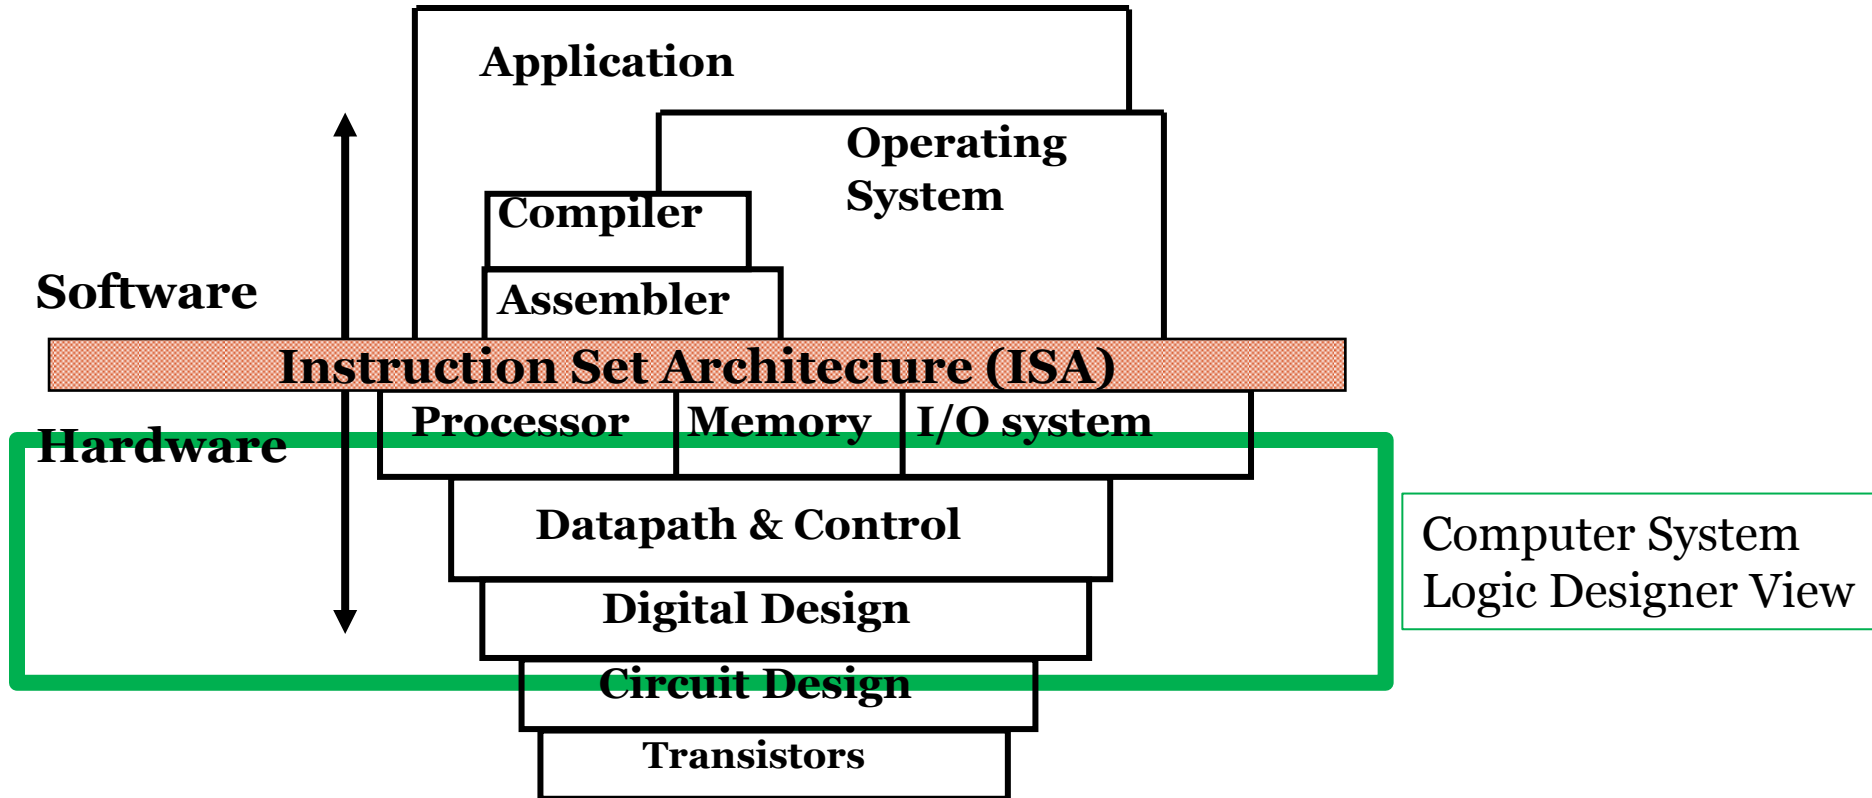 Application
Operating
System
Compiler
Assembler
Software
Instruction Set Architecture (ISA)
Processor
Memory
I/O system
Hardware
Datapath & Control
Digital Design
Circuit Design
Transistors
Computer System
Logic Designer View